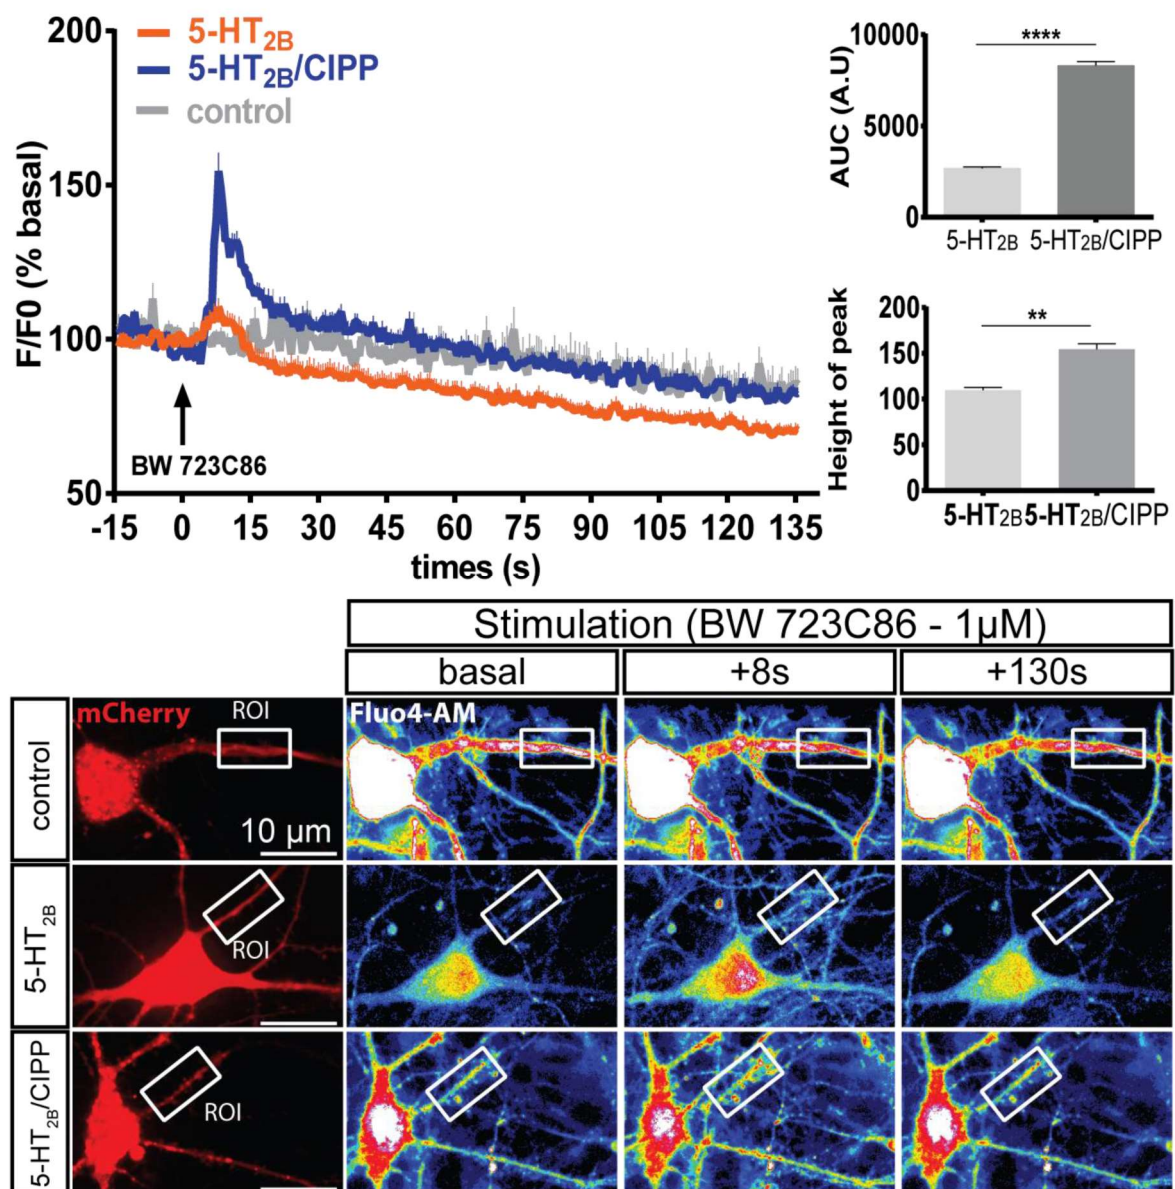 200
150
100
50
F/F0 (% basal)
5-HT2B
5-HT2B/CIPP
control
BW 723C86
-15 0 15 30 45 60 75 90 105 120 135
times (s)
10000
5000
0
AUC (A.U)
****
5-HT2B 5-HT2B/CIPP
200
150
100
50
0
Height of peak
**
5-HT2B 5-HT2B/CIPP
Stimulation (BW 723C86 - 1µM)
basal +8s +130s
control
mCherry ROI
10 µm
Fluo4-AM
5-HT2B
ROI
5-HT2B/CIPP
ROI